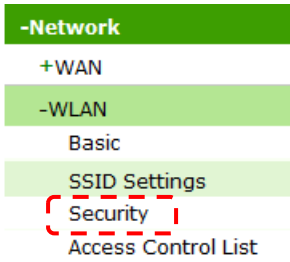 -Network
+WAN
-WLAN
Basic
SSID Settings
Security
Access Control List